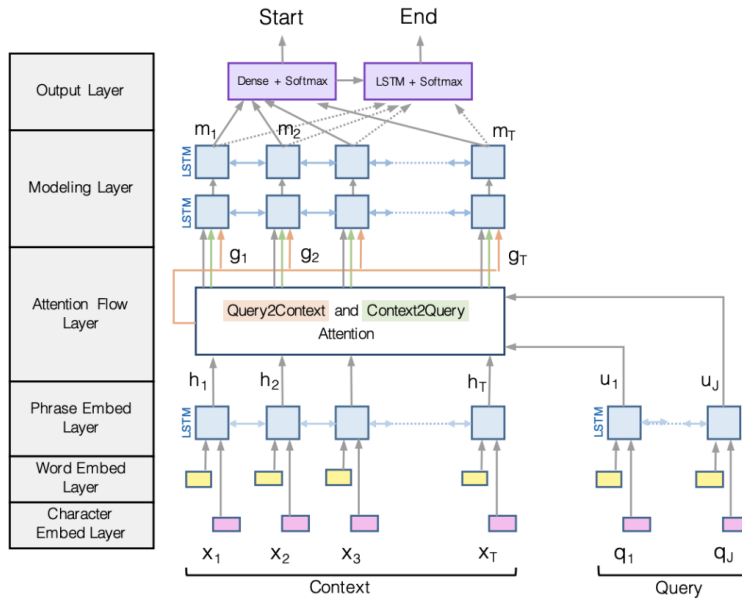 Start End
Output Layer
Dense + Softmax
LSTM + Softmax
m1 m2 mT
Modeling Layer
LSTM
LSTM
g1 g2 gT
Attention Flow
Layer
Query2Context and Context2Query
Attention
h1 h2 hT
u1 uJ
Phrase Embed
Layer
LSTM
LSTM
Word Embed
Layer
Character
Embed Layer
x1 x2 x3 xT
q1 qJ
Context
Query